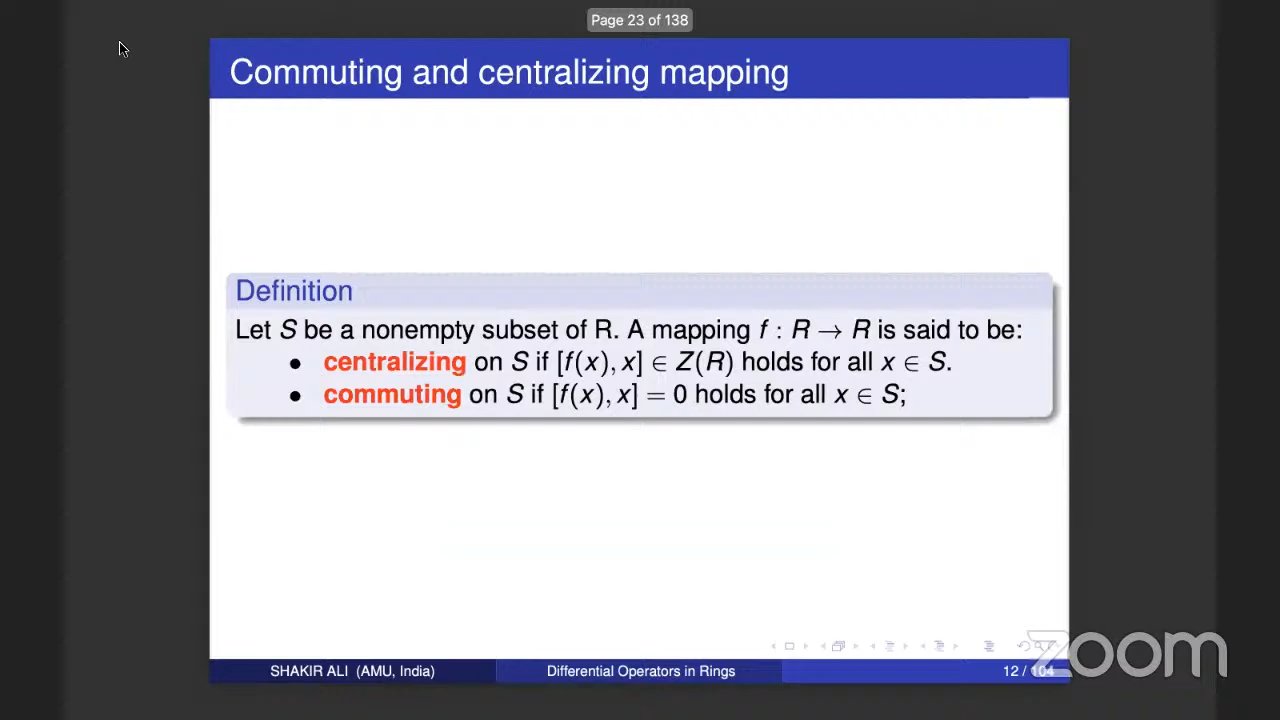 Page 23 of 138
Commuting and centralizing mapping
Definition
Let S be a nonempty subset of R. A mapping f : R → R is said to be:
• centralizing on S if [f(x), x] ∈ Z(R) holds for all x ∈ S.
• commuting on S if [f(x), x] = 0 holds for all x ∈ S;
SHAKIR ALI (AMU, India) Differential Operators in Rings 12 / 104
zoom